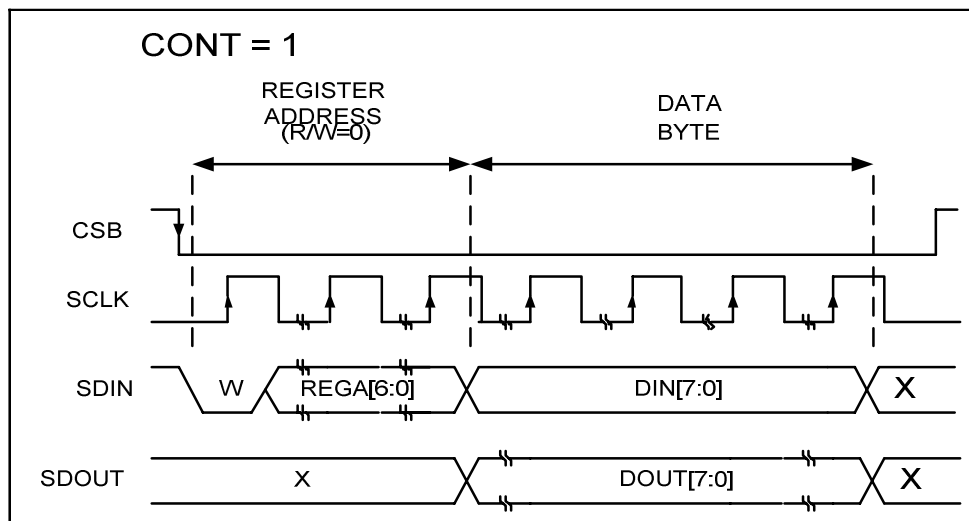 CONT = 1
REGISTER
ADDRESS
(R/W=0)
DATA
BYTE
CSB
SCLK
SDIN
W
REGA[6:0]
DIN[7:0]
X
SDOUT
X
DOUT[7:0]
X